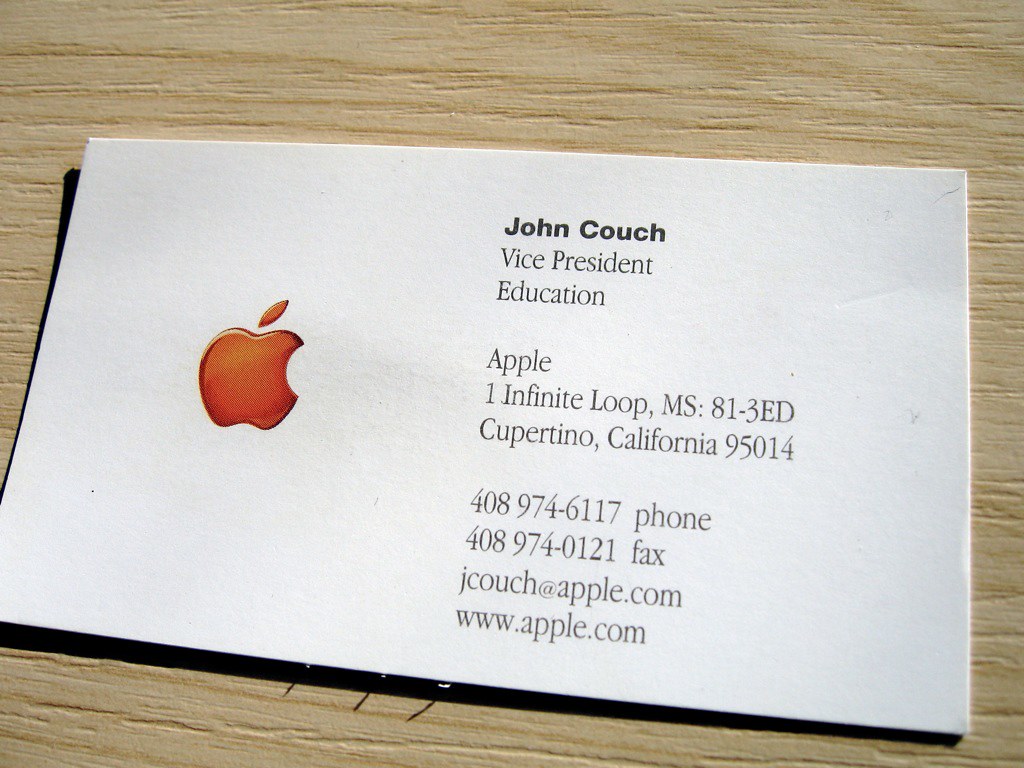 John Couch
Vice President
Education
Apple
1 Infinite Loop, MS: 81-3ED
Cupertino, California 95014
408 974-6117 phone
408 974-0121 fax
jcouch@apple.com
www.apple.com